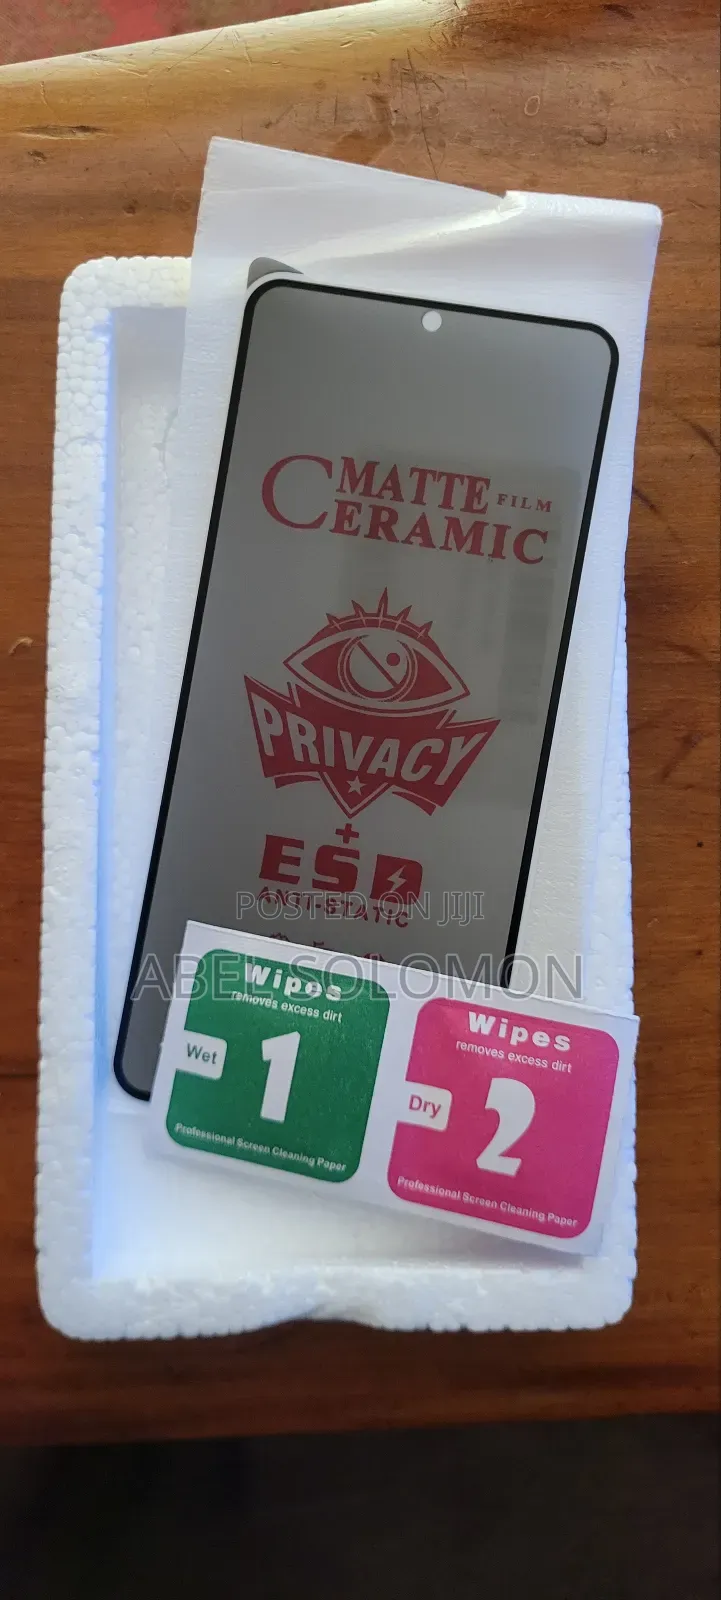 MATTE FILM
CERAMIC
PRIVACY
+
ESD
ANTI-STATIC
POSTED ON JIJI
ABEL SOLOMON
Wipes
removes excess dirt
Wet
1
Professional Screen Cleaning Paper
Wipes
removes excess dirt
Dry
2
Professional Screen Cleaning Paper